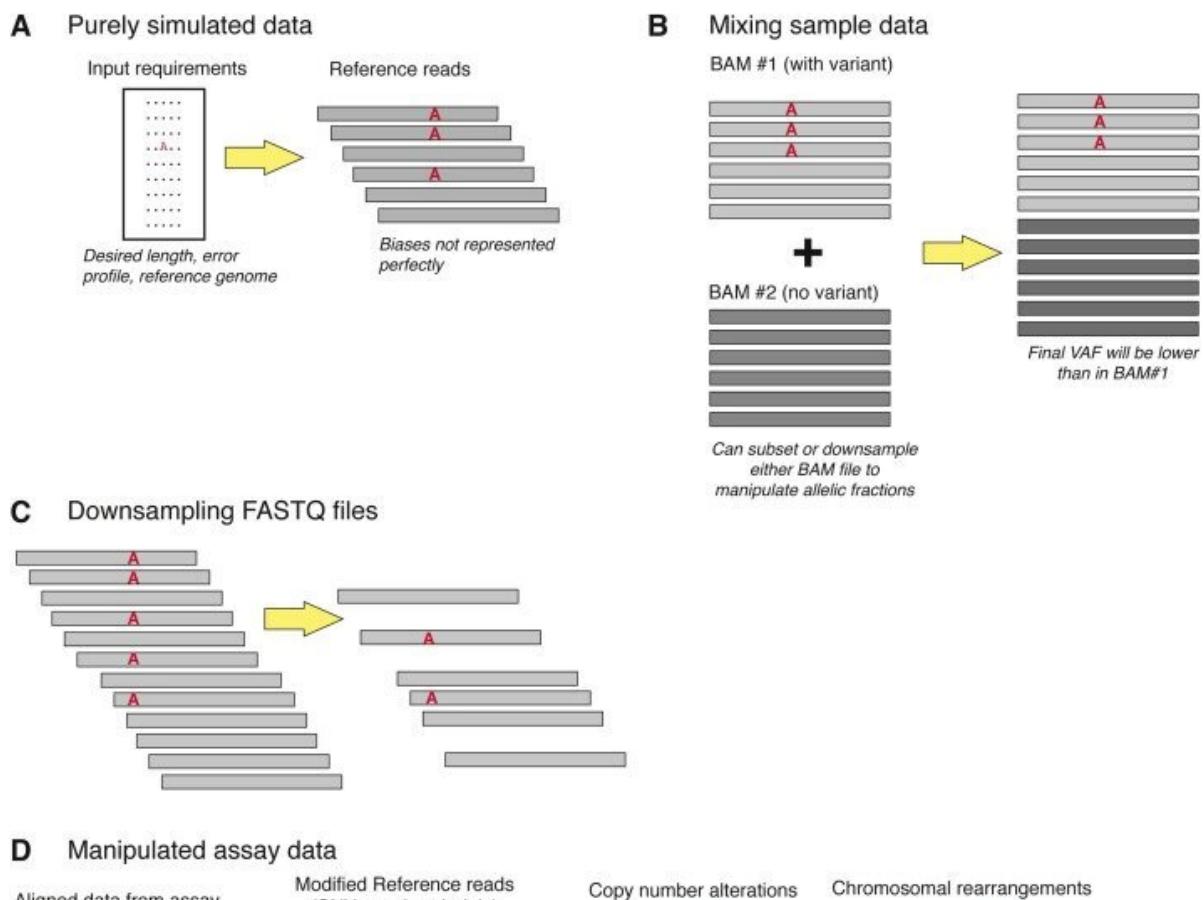 A Purely simulated data
Input requirements
Reference reads
A
A
A
A
Desired length, error
profile, reference genome
Biases not represented
perfectly
B Mixing sample data
BAM #1 (with variant)
A
A
A
+
BAM #2 (no variant)
Can subset or downsample
either BAM file to
manipulate allelic fractions
A
A
A
Final VAF will be lower
than in BAM#1
C Downsampling FASTQ files
A
A
A
A
A
A
A
D Manipulated assay data
Aligned data from assay
Modified Reference reads
Copy number alterations
Chromosomal rearrangements